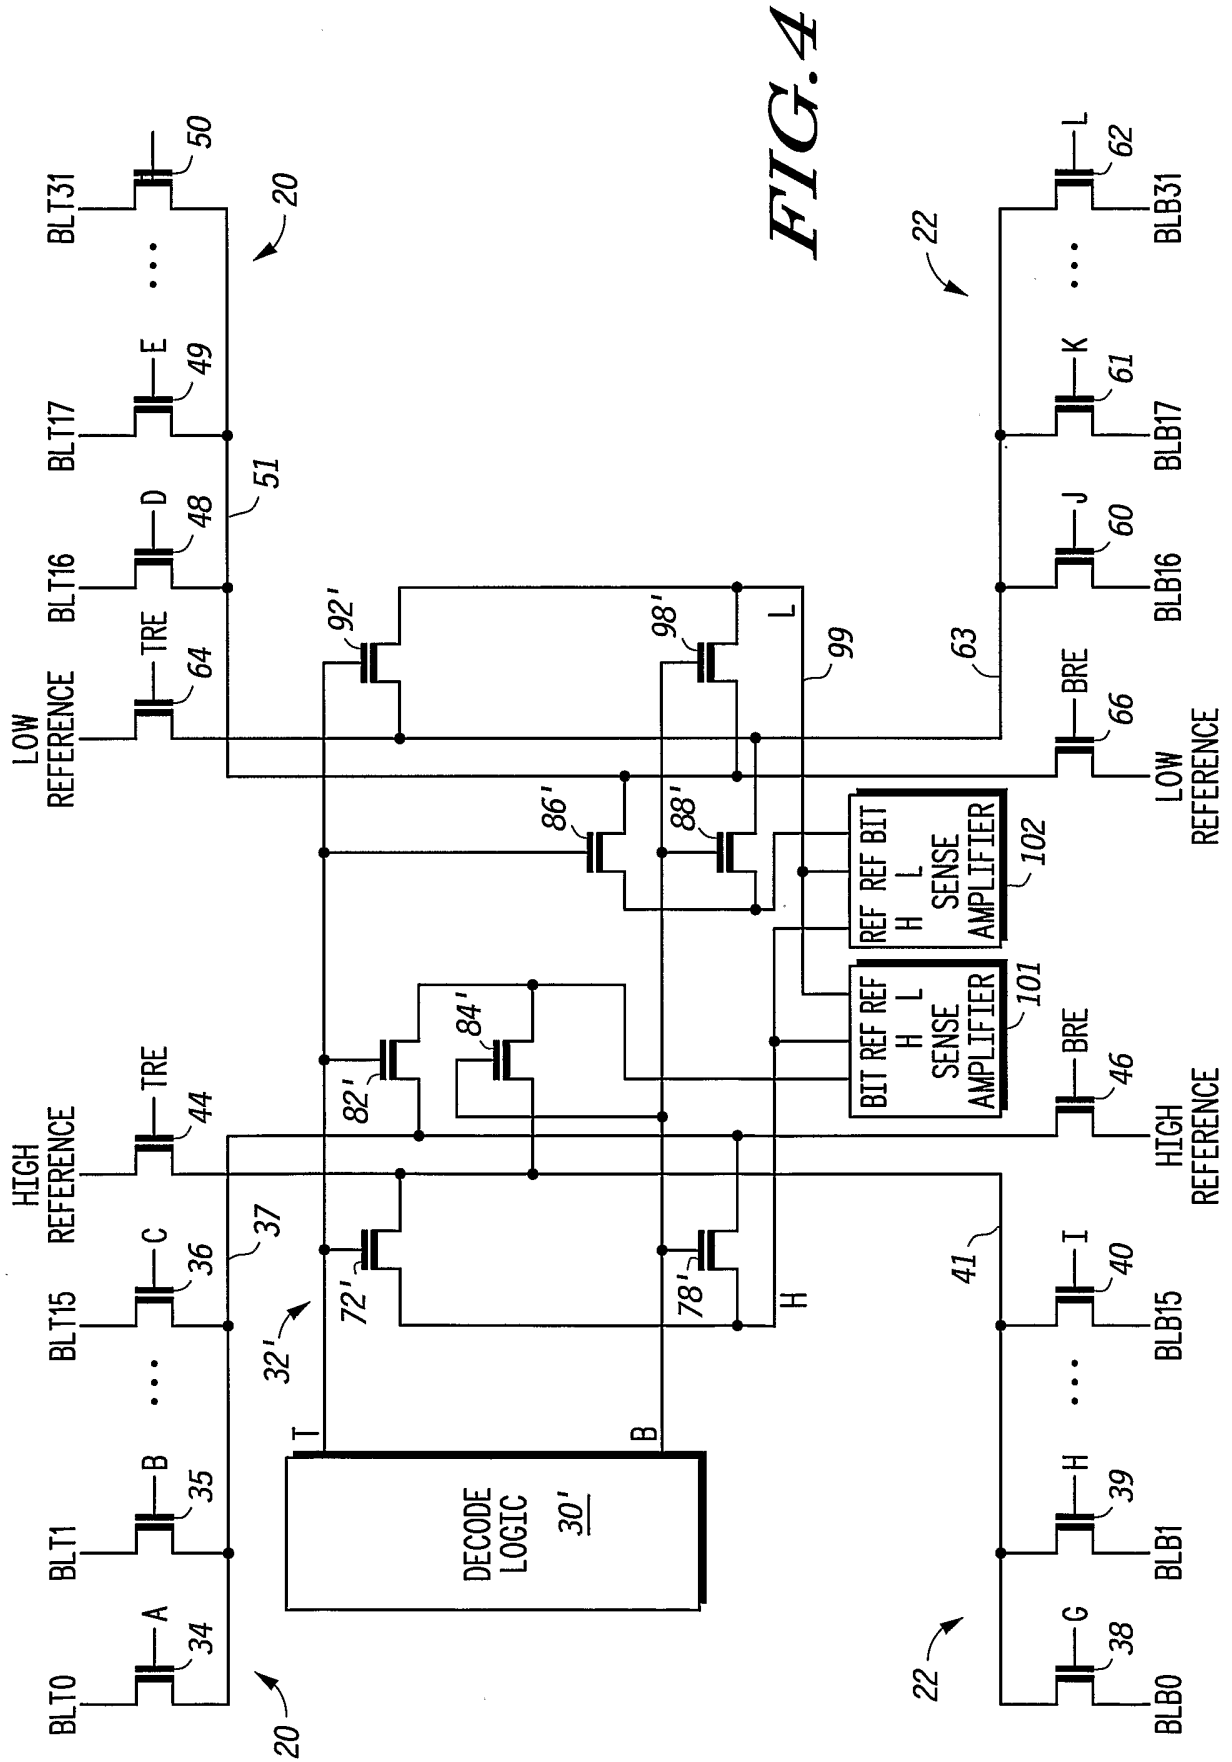 BLT0
A
34
BLT1
B
35
BLT15
C
36
HIGH
REFERENCE
TRE
44
LOW
REFERENCE
TRE
64
BLT16
D
48
BLT17
E
49
BLT31
50
20
37
51
20
T
32'
72'
82'
84'
86'
92'
DECODE
LOGIC
30'
B
78'
88'
98'
H
L
99
BIT REF REF
H L
SENSE
AMPLIFIER
101
REF REF BIT
H L
SENSE
AMPLIFIER
102
22
41
63
22
G
38
BLB0
H
39
BLB1
I
40
BLB15
BRE
46
HIGH
REFERENCE
BRE
66
LOW
REFERENCE
J
60
BLB16
K
61
BLB17
L
62
BLB31
FIG.4